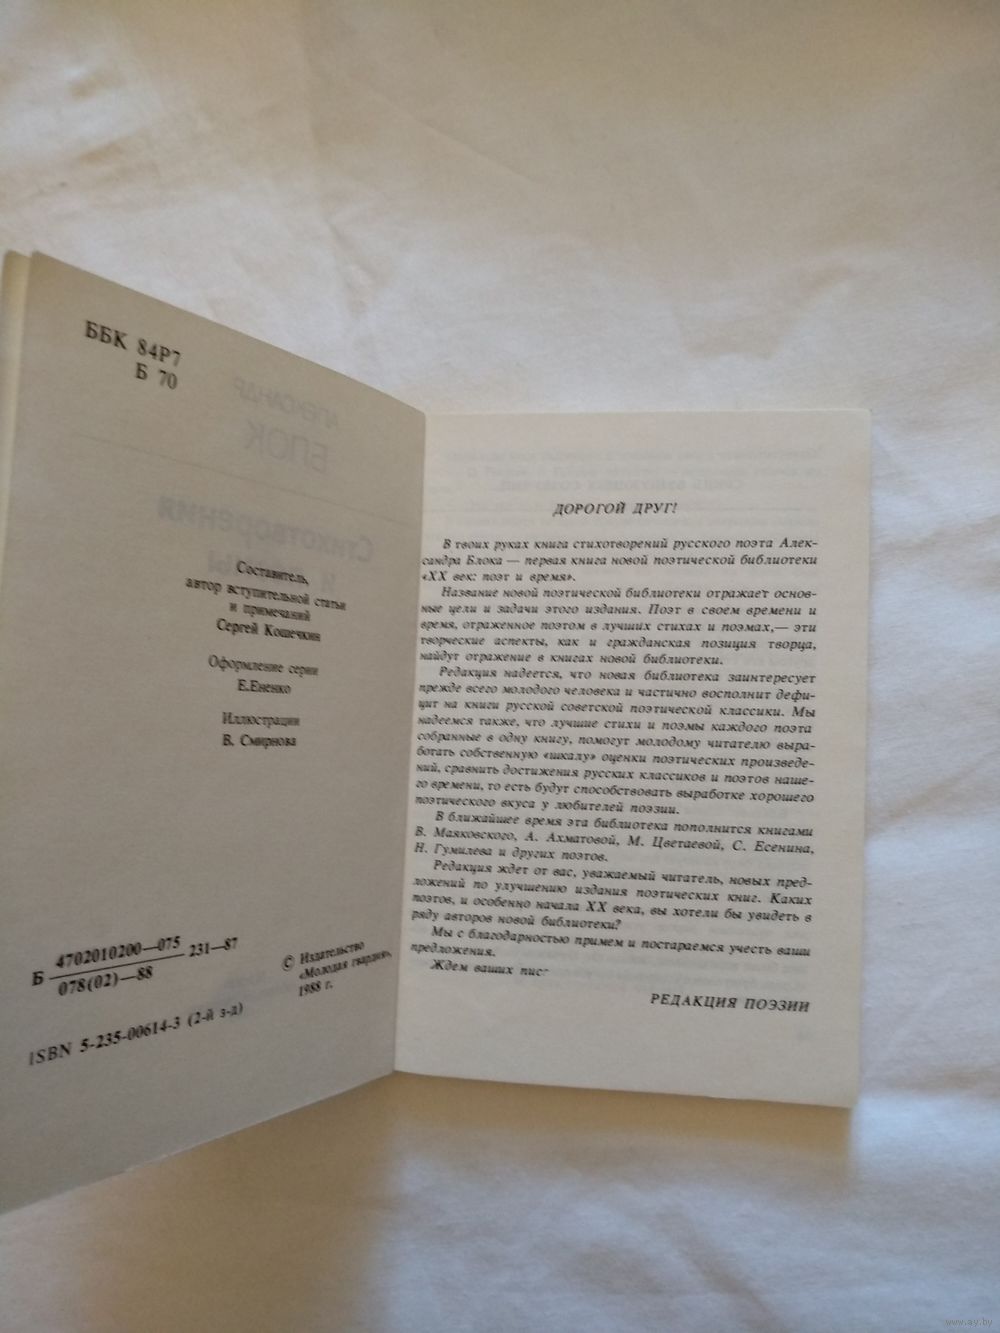 ББК 84Р7
Б 70
Составитель,
автор вступительной статьи
и примечаний
Сергей Кошечкин
Оформление серии
Е.Ененко
Иллюстрации
В. Смирнова
Б 4702010200—075 231—87
078(02)—88
© Издательство
«Молодая гвардия»,
1988 г.
ISBN 5-235-00614-3 (2-й з-д)
ДОРОГОЙ ДРУГ!
В твоих руках книга стихотворений русского поэта Алек-
сандра Блока — первая книга новой поэтической библиотеки
«XX век: поэт и время».
Название новой поэтической библиотеки отражает основ-
ные цели и задачи этого издания. Поэт в своем времени и
время, отраженное поэтом в лучших стихах и поэмах,— эти
творческие аспекты, как и гражданская позиция творца,
найдут отражение в книгах новой библиотеки.
Редакция надеется, что новая библиотека заинтересует
прежде всего молодого человека и частично восполнит дефи-
цит на книги русской советской поэтической классики. Мы
надеемся также, что лучшие стихи и поэмы каждого поэта
собранные в одну книгу, помогут молодому читателю выра-
ботать собственную «шкалу» оценки поэтических произведе-
ний, сравнить достижения русских классиков и поэтов наше-
го времени, то есть будут способствовать выработке хорошего
поэтического вкуса у любителей поэзии.
В ближайшее время эта библиотека пополнится книгами
В. Маяковского, А. Ахматовой, М. Цветаевой, С. Есенина,
Н. Гумилева и других поэтов.
Редакция ждет от вас, уважаемый читатель, новых пред-
ложений по улучшению издания поэтических книг. Каких
поэтов, и особенно начала XX века, вы хотели бы увидеть в
ряду авторов новой библиотеки?
Мы с благодарностью примем и постараемся учесть ваши
предложения.
Ждем ваших пис
РЕДАКЦИЯ ПОЭЗИИ
www.ay.by